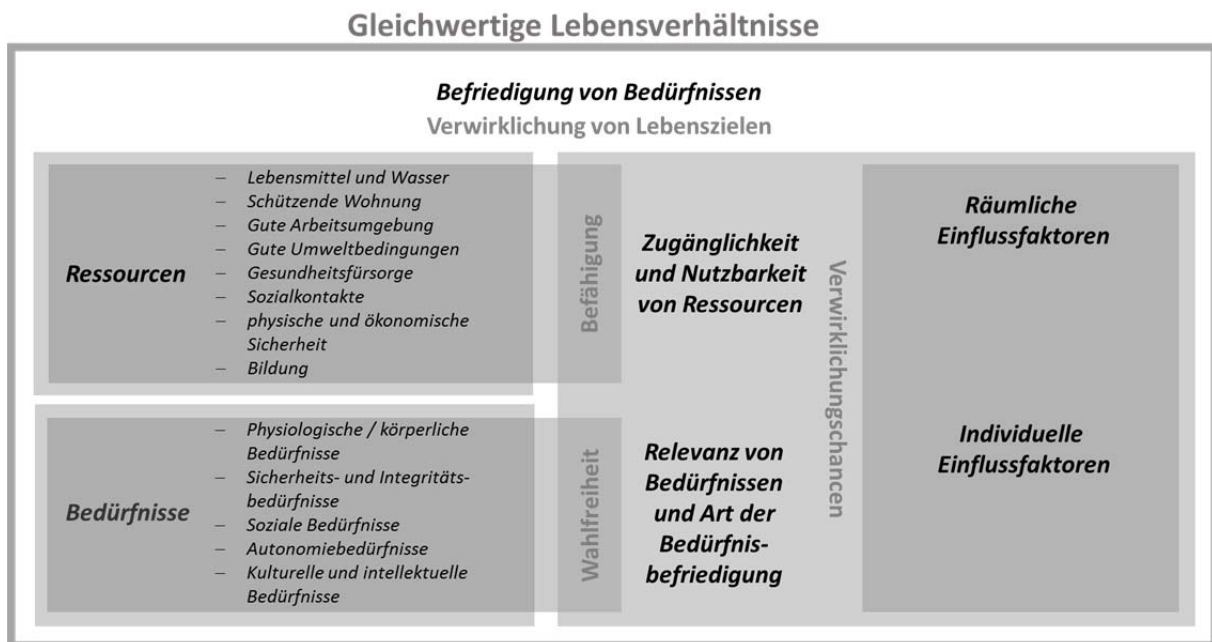 Gleichwertige Lebensverhältnisse
Befriedigung von Bedürfnissen
Verwirklichung von Lebenszielen
Ressourcen
– Lebensmittel und Wasser
– Schützende Wohnung
– Gute Arbeitsumgebung
– Gute Umweltbedingungen
– Gesundheitsfürsorge
– Sozialkontakte
– physische und ökonomische
Sicherheit
– Bildung
Befähigung
Zugänglichkeit
und Nutzbarkeit
von Ressourcen
Verwirklichungschancen
Räumliche
Einflussfaktoren
Bedürfnisse
– Physiologische / körperliche
Bedürfnisse
– Sicherheits- und Integritäts-
bedürfnisse
– Soziale Bedürfnisse
– Autonomiebedürfnisse
– Kulturelle und intellektuelle
Bedürfnisse
Wahlfreiheit
Relevanz von
Bedürfnissen
und Art der
Bedürfnis-
befriedigung
Individuelle
Einflussfaktoren